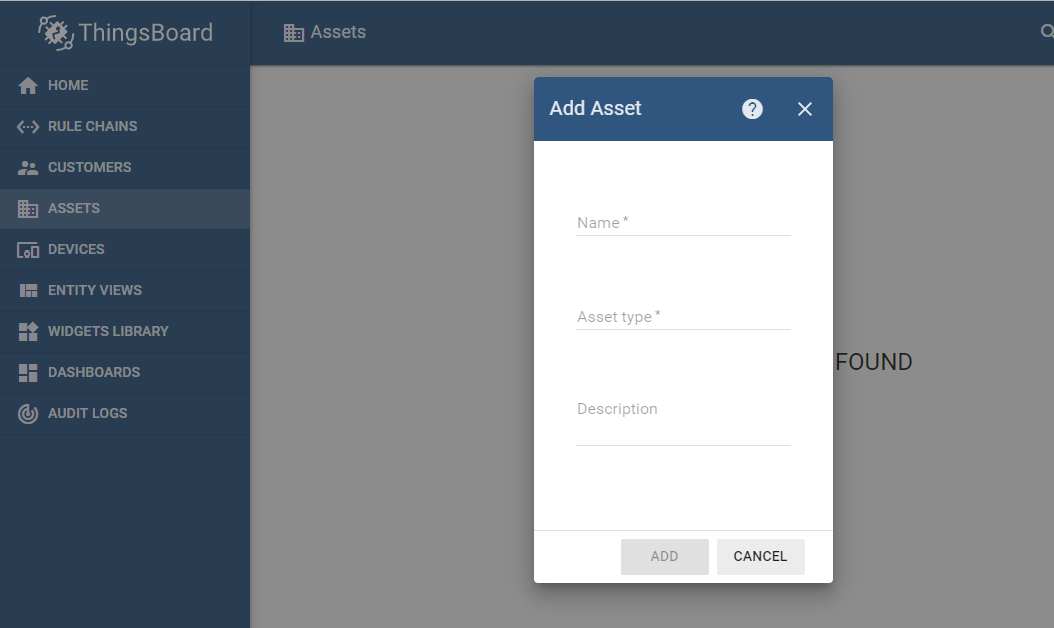 ThingsBoard
Assets
HOME
RULE CHAINS
CUSTOMERS
ASSETS
DEVICES
ENTITY VIEWS
WIDGETS LIBRARY
DASHBOARDS
AUDIT LOGS
Add Asset
?
Name *
Asset type *
Description
FOUND
ADD
CANCEL